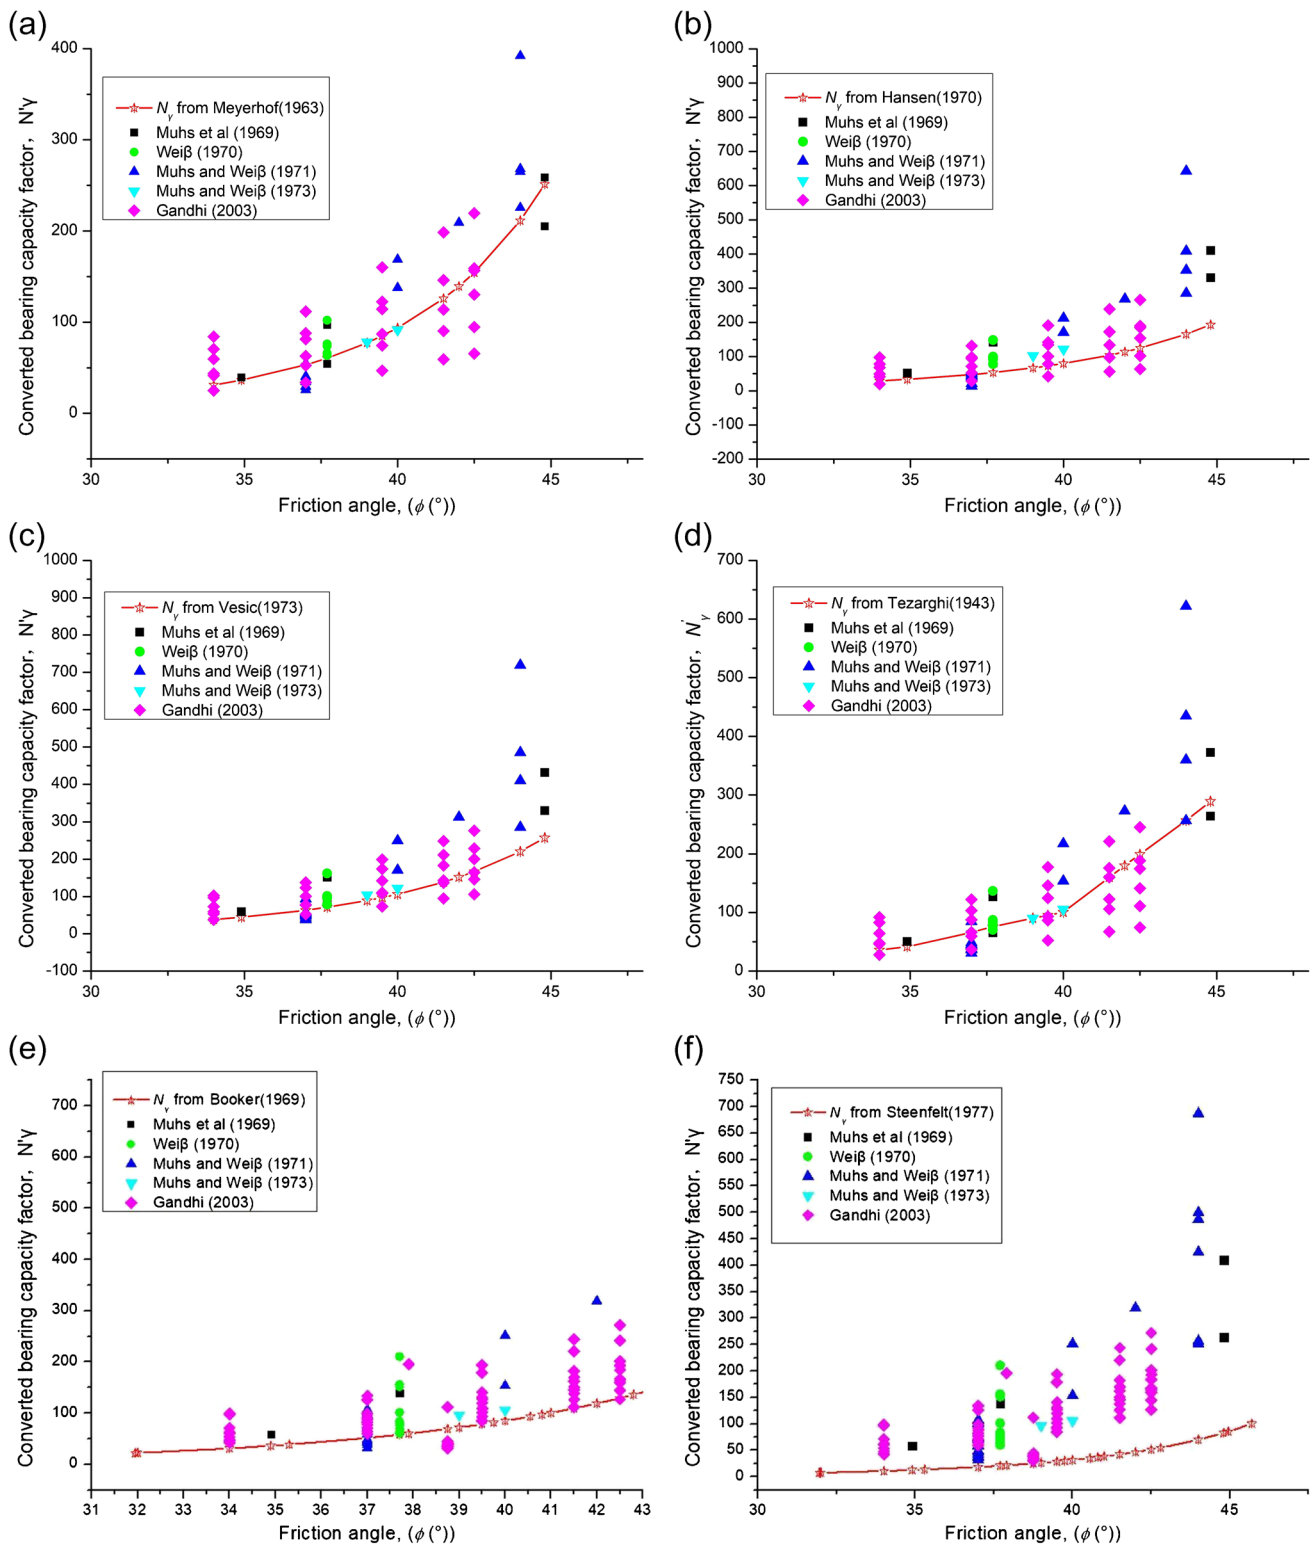 (a)
400
300
200
100
0
30
35
40
45
Converted bearing capacity factor, N'γ
Friction angle, (ϕ (°))
Nγ from Meyerhof(1963)
Muhs et al (1969)
Weiβ (1970)
Muhs and Weiβ (1971)
Muhs and Weiβ (1973)
Gandhi (2003)
(b)
1000
900
800
700
600
500
400
300
200
100
0
-100
-200
30
35
40
45
Converted bearing capacity factor, N'γ
Friction angle, (ϕ (°))
Nγ from Hansen(1970)
Muhs et al (1969)
Weiβ (1970)
Muhs and Weiβ (1971)
Muhs and Weiβ (1973)
Gandhi (2003)
(c)
1000
900
800
700
600
500
400
300
200
100
0
-100
30
35
40
45
Converted bearing capacity factor, N'γ
Friction angle, (ϕ (°))
Nγ from Vesic(1973)
Muhs et al (1969)
Weiβ (1970)
Muhs and Weiβ (1971)
Muhs and Weiβ (1973)
Gandhi (2003)
(d)
700
600
500
400
300
200
100
0
30
35
40
45
Converted bearing capacity factor, N'γ
Friction angle, (ϕ (°))
Nγ from Tezarghi(1943)
Muhs et al (1969)
Weiβ (1970)
Muhs and Weiβ (1971)
Muhs and Weiβ (1973)
Gandhi (2003)
(e)
700
600
500
400
300
200
100
0
31
32
33
34
35
36
37
38
39
40
41
42
43
Converted bearing capacity factor, N'γ
Friction angle, (ϕ (°))
Nγ from Booker(1969)
Muhs et al (1969)
Weiβ (1970)
Muhs and Weiβ (1971)
Muhs and Weiβ (1973)
Gandhi (2003)
(f)
750
700
650
600
550
500
450
400
350
300
250
200
150
100
50
0
30
35
40
45
Converted bearing capacity factor, N'γ
Friction angle, (ϕ (°))
Nγ from Steenfelt(1977)
Muhs et al (1969)
Weiβ (1970)
Muhs and Weiβ (1971)
Muhs and Weiβ (1973)
Gandhi (2003)